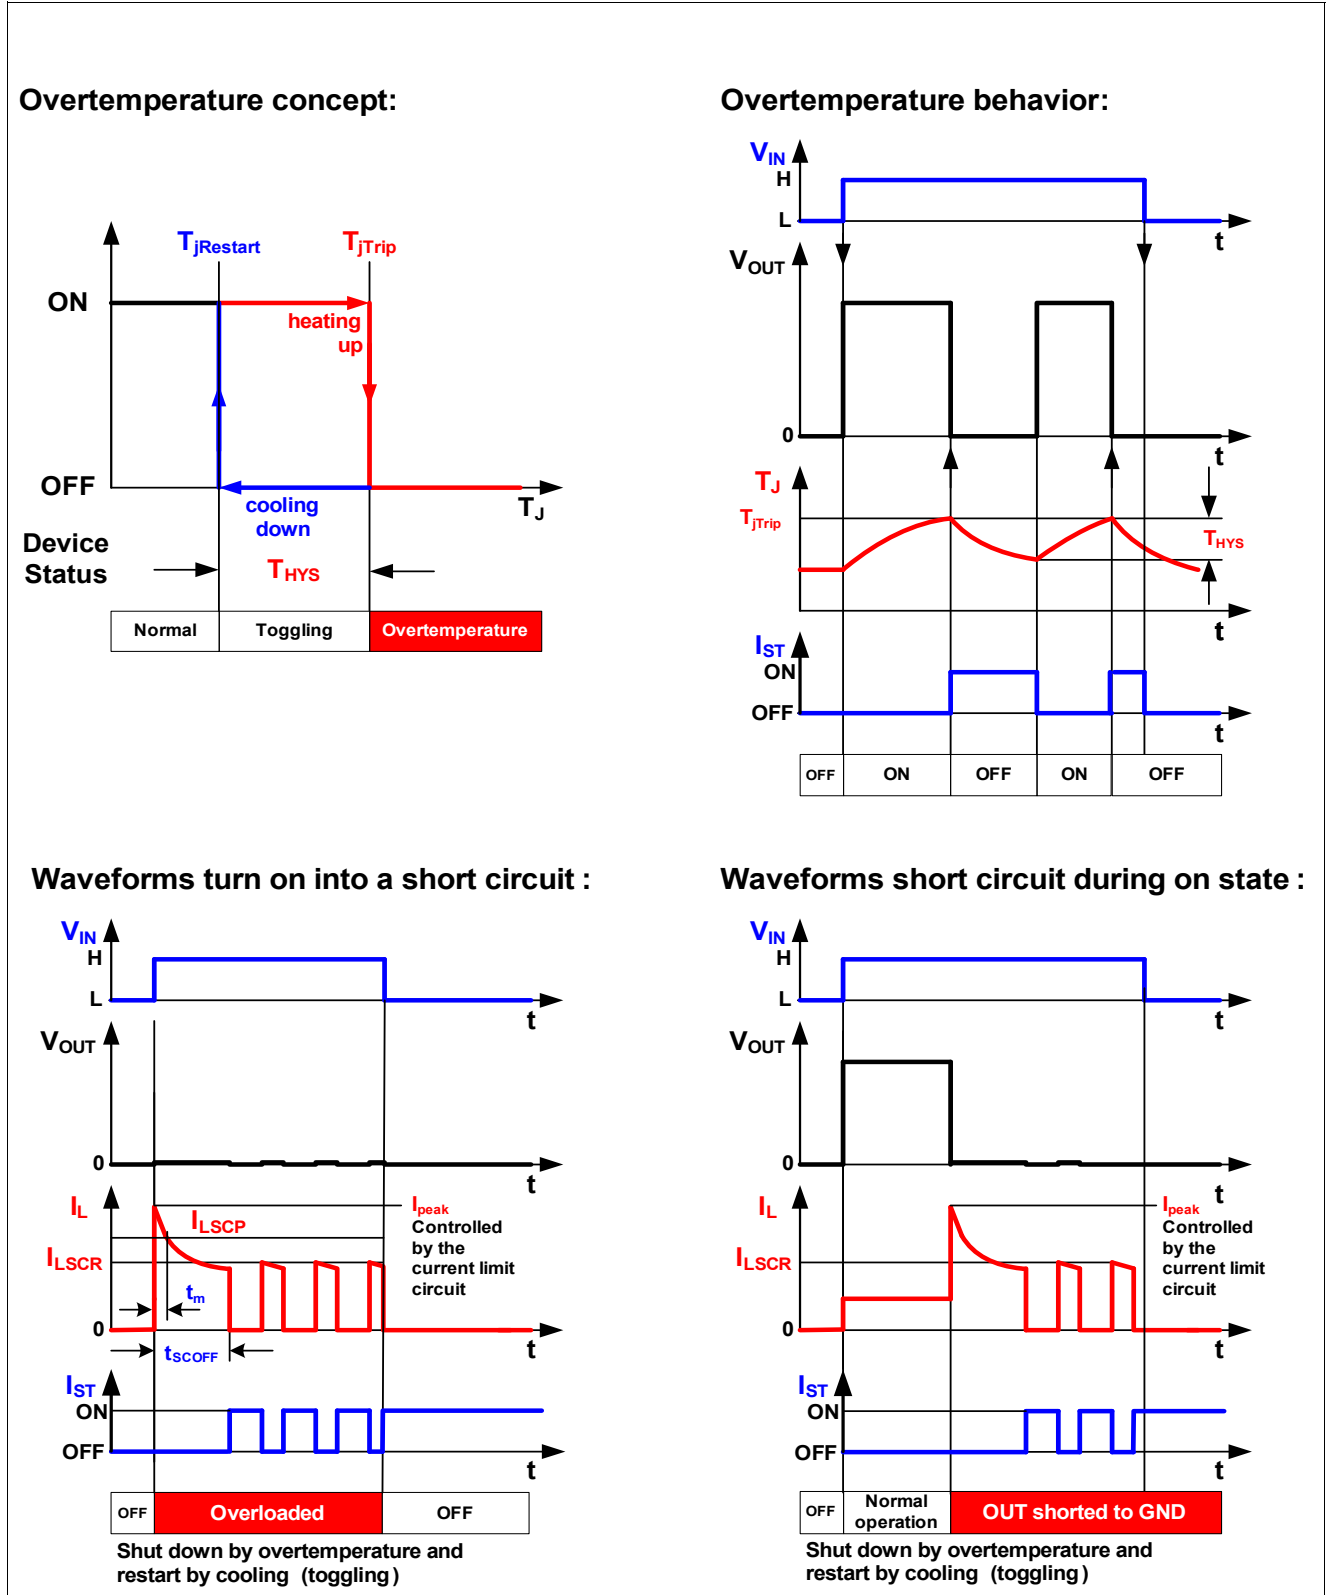 Overtemperature concept:
TjRestart
TjTrip
ON
heating
up
OFF
cooling
down
TJ
Device
Status
THYS
Normal
Toggling
Overtemperature
Overtemperature behavior:
VIN
H
L
t
VOUT
0
t
TJ
TjTrip
THYS
t
IST
ON
OFF
t
OFF
ON
OFF
ON
OFF
Waveforms turn on into a short circuit :
VIN
H
L
t
VOUT
0
t
IL
Ipeak
ILSCP
Controlled
by the
current limit
circuit
ILSCR
tm
0
t
tSCOFF
IST
ON
OFF
t
OFF
Overloaded
OFF
Shut down by overtemperature and
restart by cooling (toggling )
Waveforms short circuit during on state :
VIN
H
L
t
VOUT
0
t
IL
Ipeak
Controlled
by the
current limit
circuit
ILSCR
0
t
IST
ON
OFF
t
OFF
Normal
operation
OUT shorted to GND
Shut down by overtemperature and
restart by cooling (toggling )